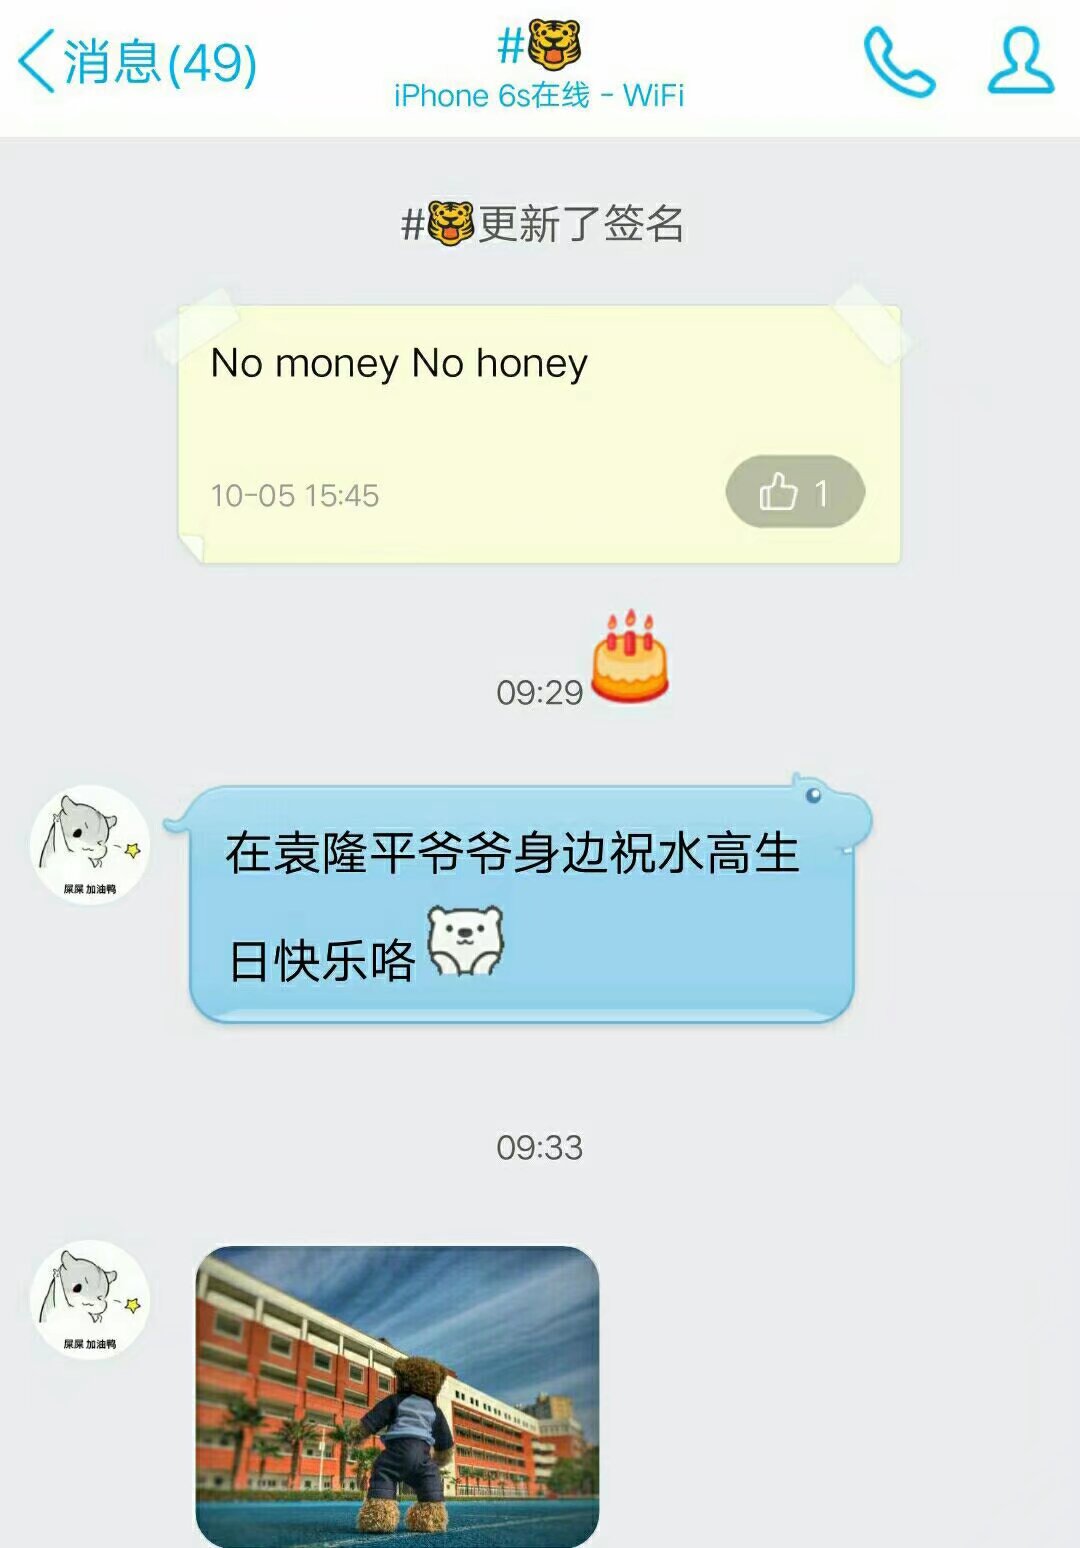 消息(49)
#🐯
iPhone 6s在线 - WiFi
#🐯更新了签名
No money No honey
10-05 15:45
1
09:29🎂
在袁隆平爷爷身边祝水高生
日快乐咯
屎屎 加油鸭
09:33
屎屎 加油鸭